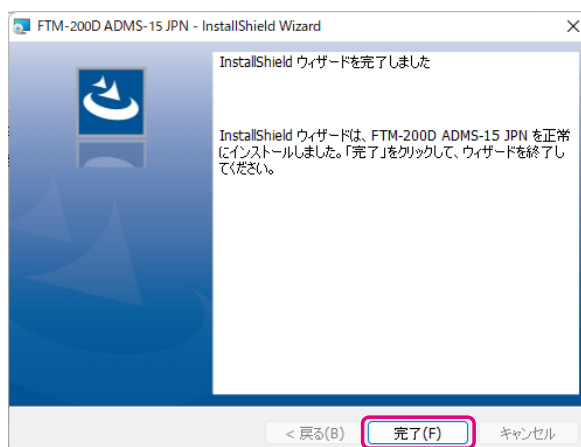 FTM-200D ADMS-15 JPN - InstallShield Wizard
InstallShield ウィザードを完了しました
InstallShield ウィザードは、FTM-200D ADMS-15 JPN を正常
にインストールしました。「完了」をクリックして、ウィザードを終了し
てください。
< 戻る(B)
完了(F)
キャンセル